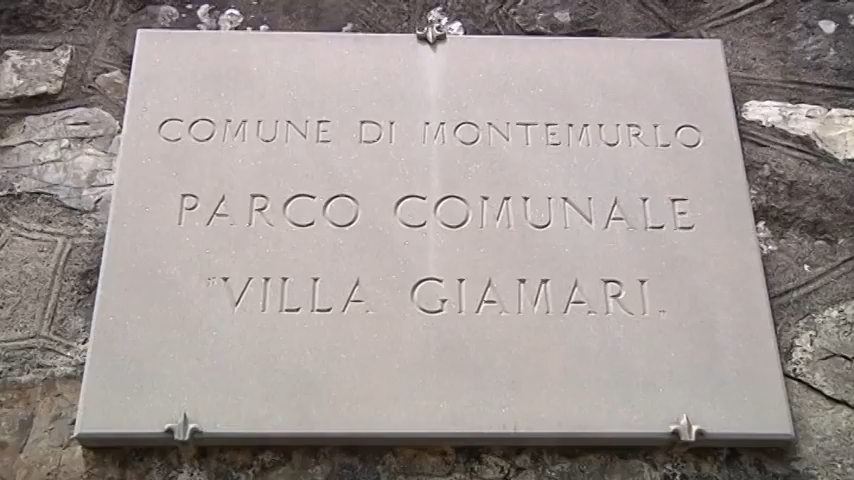 COMUNE DI MONTEMURLO
PARCO COMUNALE
"VILLA GIAMARI„